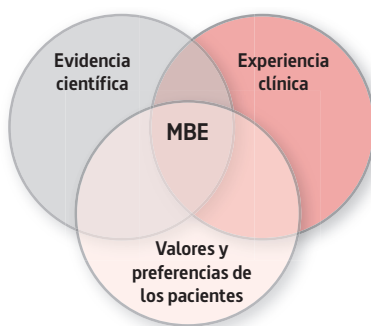 Evidencia
científica
Experiencia
clínica
MBE
Valores y
preferencias de
los pacientes